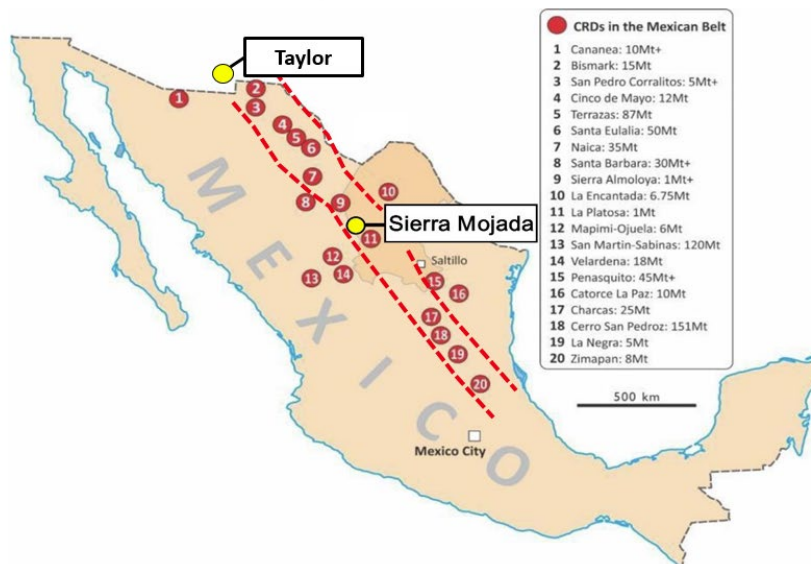 Taylor
Sierra Mojada
MEXICO
Saltillo
Mexico City
500 km
CRDs in the Mexican Belt
1 Cananea: 10Mt+
2 Bismark: 15Mt
3 San Pedro Corralitos: 5Mt+
4 Cinco de Mayo: 12Mt
5 Terrazas: 87Mt
6 Santa Eulalia: 50Mt
7 Naica: 35Mt
8 Santa Barbara: 30Mt+
9 Sierra Almoloya: 1Mt+
10 La Encantada: 6.75Mt
11 La Platosa: 1Mt
12 Mapimi-Ojuela: 6Mt
13 San Martin-Sabinas: 120Mt
14 Velardena: 18Mt
15 Penasquito: 45Mt+
16 Catorce La Paz: 10Mt
17 Charcas: 25Mt
18 Cerro San Pedroz: 151Mt
19 La Negra: 5Mt
20 Zimapan: 8Mt
1
2
3
4
5
6
7
8
9
10
11
12
13
14
15
16
17
18
19
20